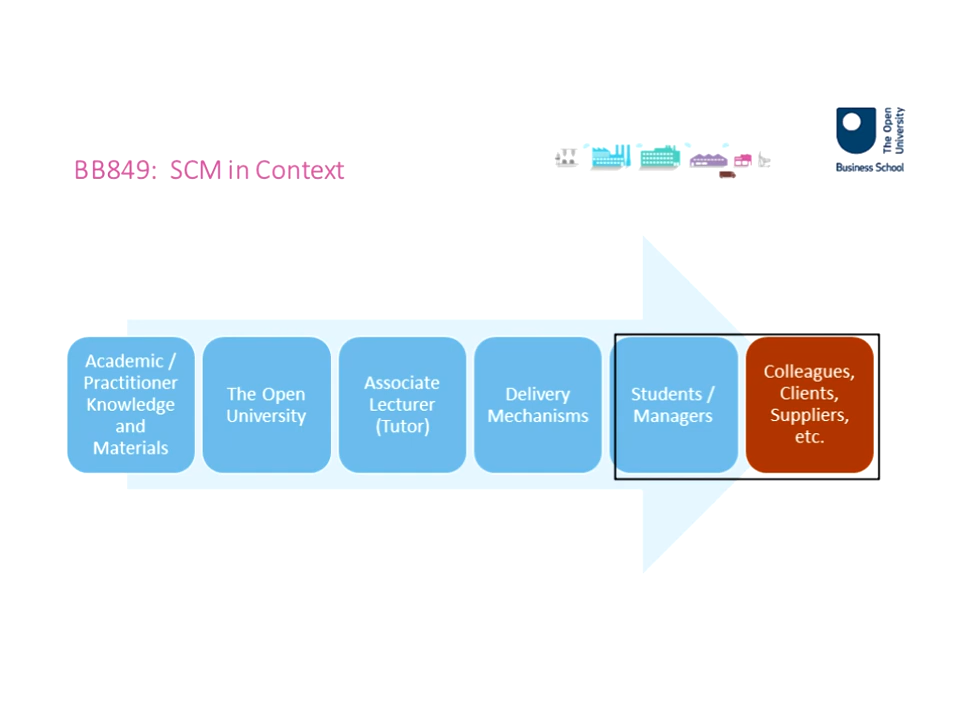 The Open
University
Business School
BB849:  SCM in Context
Academic /
Practitioner
Knowledge
and
Materials
The Open
University
Associate
Lecturer
(Tutor)
Delivery
Mechanisms
Students /
Managers
Colleagues,
Clients,
Suppliers,
etc.